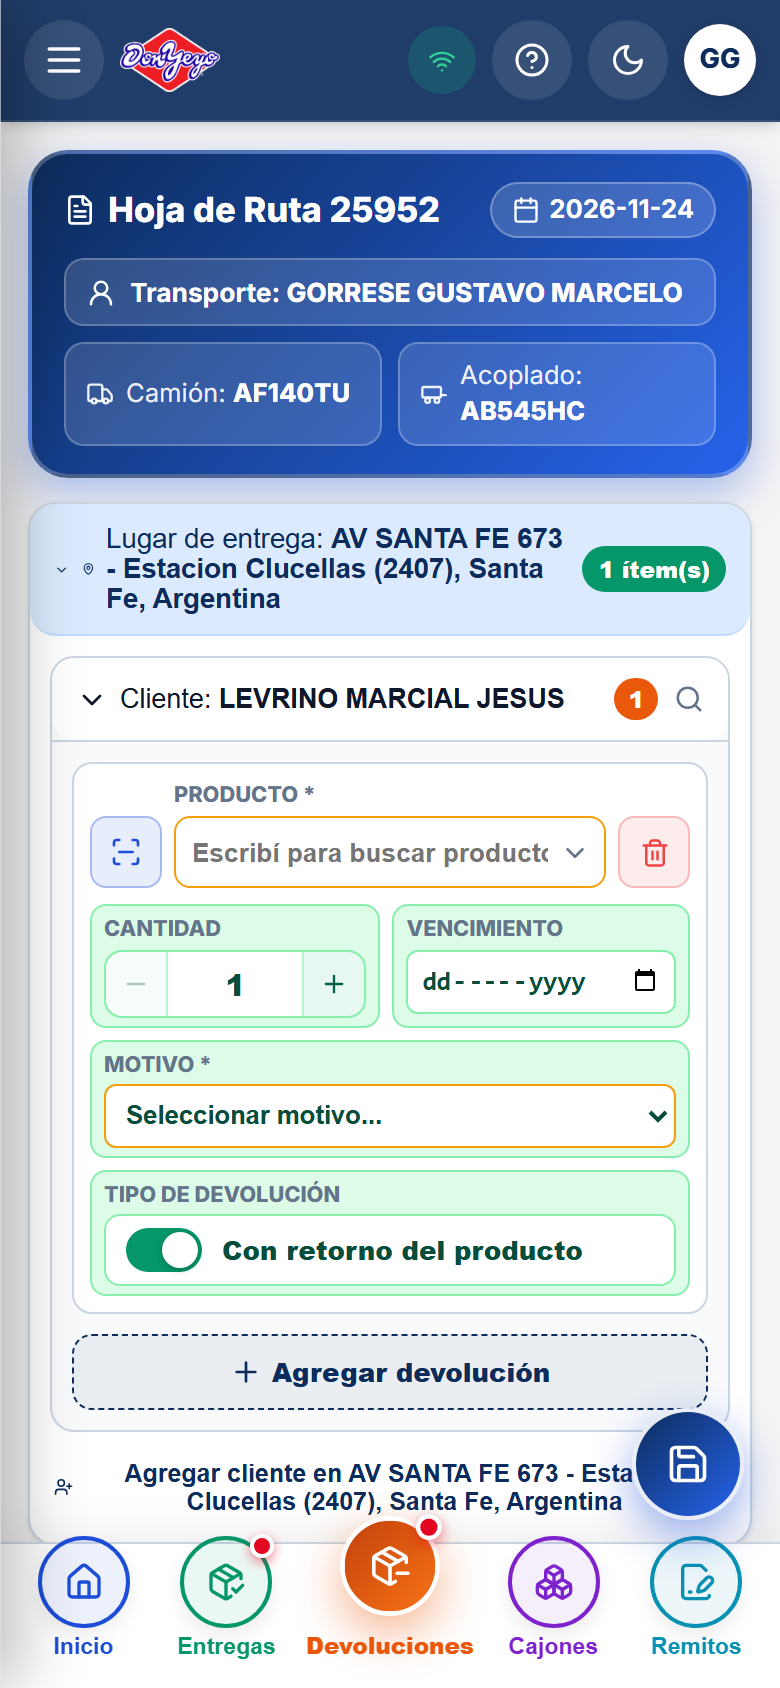 DonYeyo
GG
Hoja de Ruta 25952
2026-11-24
Transporte: GORRESE GUSTAVO MARCELO
Camión: AF140TU
Acoplado:
AB545HC
Lugar de entrega: AV SANTA FE 673
- Estacion Clucellas (2407), Santa
Fe, Argentina
1 ítem(s)
Cliente: LEVRINO MARCIAL JESUS
1
PRODUCTO *
Escribí para buscar producto
CANTIDAD
VENCIMIENTO
1
dd-----yyyy
MOTIVO *
Seleccionar motivo...
TIPO DE DEVOLUCIÓN
Con retorno del producto
Agregar devolución
Agregar cliente en AV SANTA FE 673 - Esta
Clucellas (2407), Santa Fe, Argentina
Inicio
Entregas
Devoluciones
Cajones
Remitos